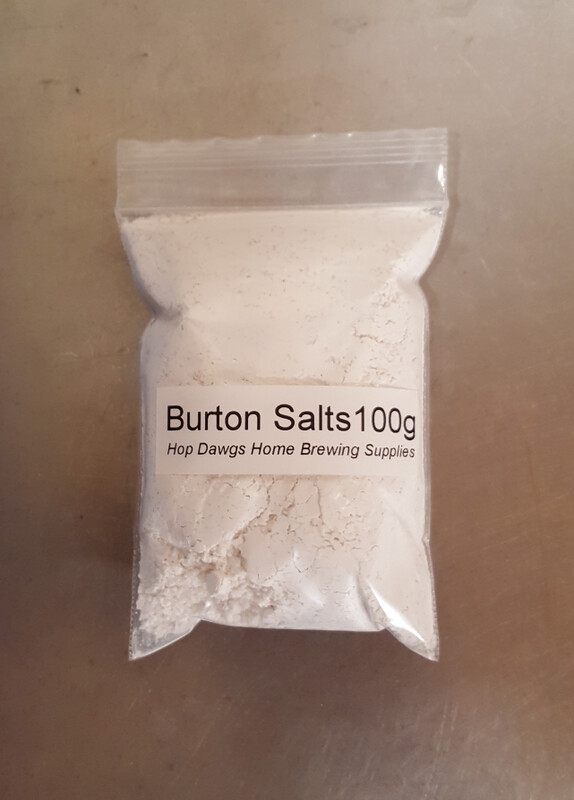 Burton Salts100g
Hop Dawgs Home Brewing Supplies